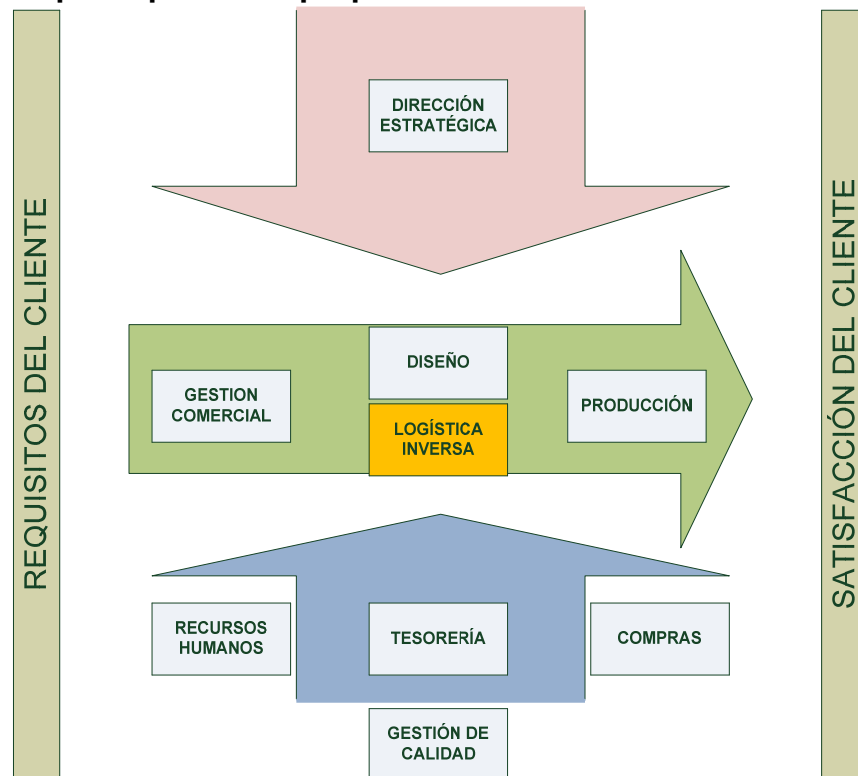 DIRECCIÓN
ESTRATÉGICA
REQUISITOS DEL CLIENTE
SATISFACCIÓN DEL CLIENTE
DISEÑO
GESTION
COMERCIAL
PRODUCCIÓN
LOGÍSTICA
INVERSA
RECURSOS
HUMANOS
TESORERÍA
COMPRAS
GESTIÓN DE
CALIDAD